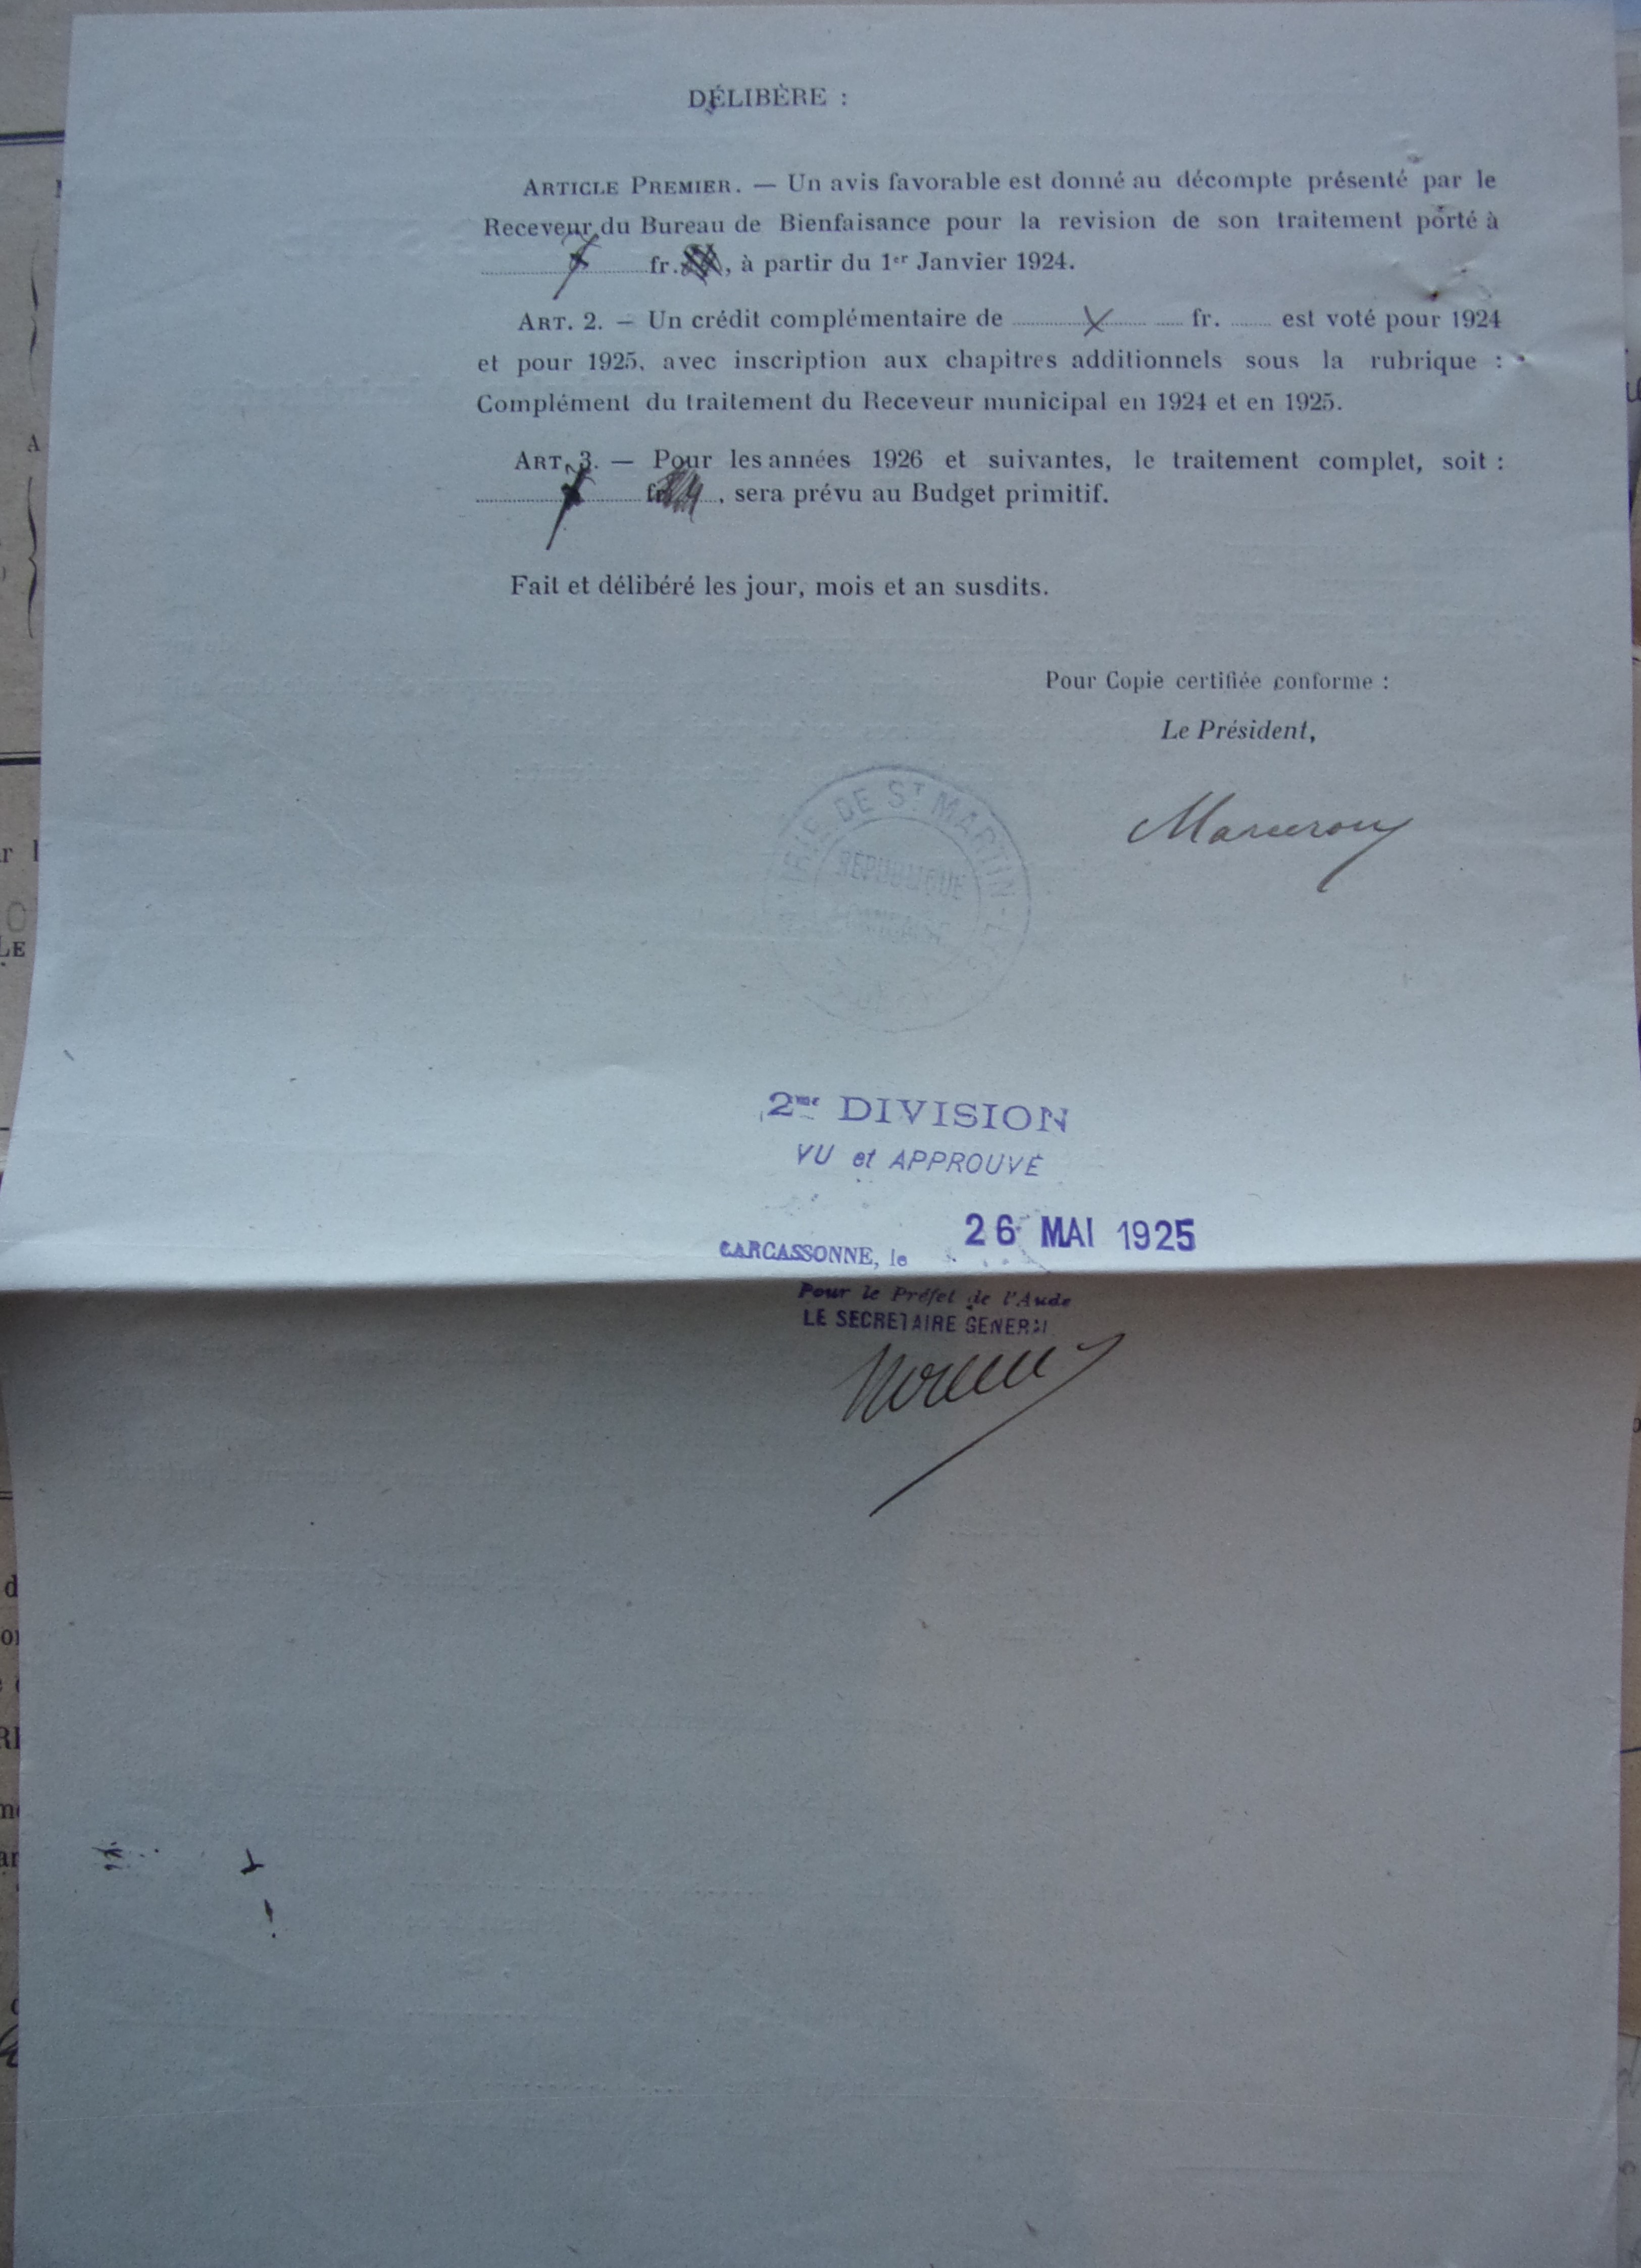 DÉLIBÈRE :
ARTICLE PREMIER. — Un avis favorable est donné au décompte présenté par le
Receveur du Bureau de Bienfaisance pour la revision de son traitement porté à
fr. , à partir du 1er Janvier 1924.
ART. 2. — Un crédit complémentaire de X fr. est voté pour 1924
et pour 1925, avec inscription aux chapitres additionnels sous la rubrique :
Complément du traitement du Receveur municipal en 1924 et en 1925.
ART. 3. — Pour les années 1926 et suivantes, le traitement complet, soit :
fr. , sera prévu au Budget primitif.
Fait et délibéré les jour, mois et an susdits.
Pour Copie certifiée conforme :
Le Président,
DE ST MARTIN-
RÉPUBLIQUE
2me DIVISION
VU et APPROUVÉ
CARCASSONNE, le 26 MAI 1925
Pour le Préfet de l'Aude
LE SECRETAIRE GENERAL